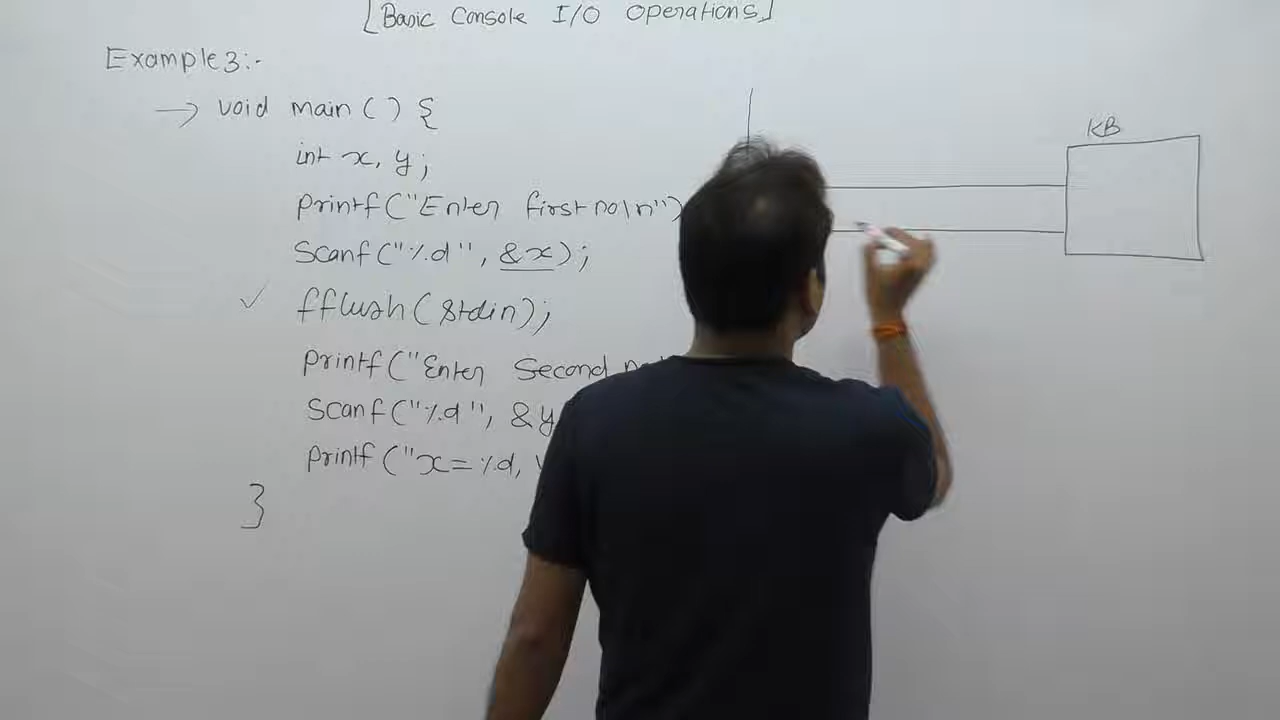 [Basic Console I/O Operations]
Example 3:-
→ void main() {
int x, y;
printf("Enter first no\n")
Scanf("%d", &x);
✓ fflush(stdin);
printf("Enter Second
Scanf("%d", &y
printf("x=%d,
}
KB